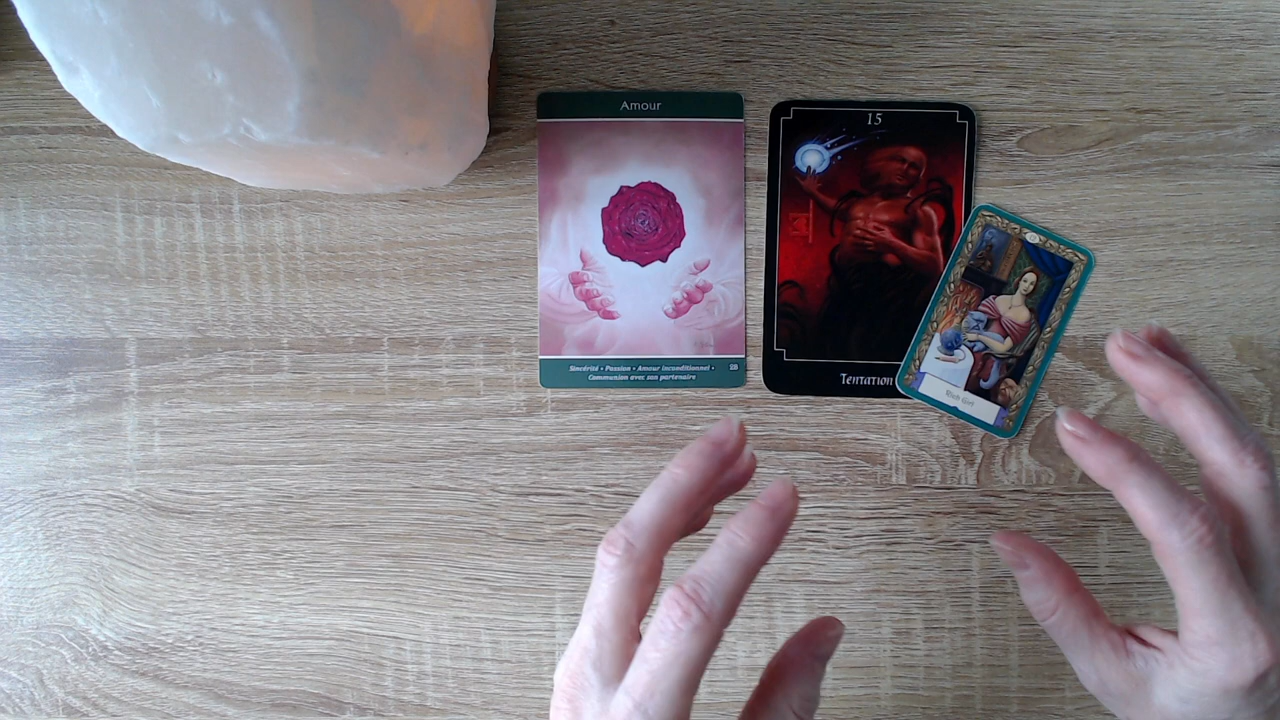 Amour
Sincérité • Passion • Amour inconditionnel •
Communion avec son partenaire
15
Tentation
Rich Girl